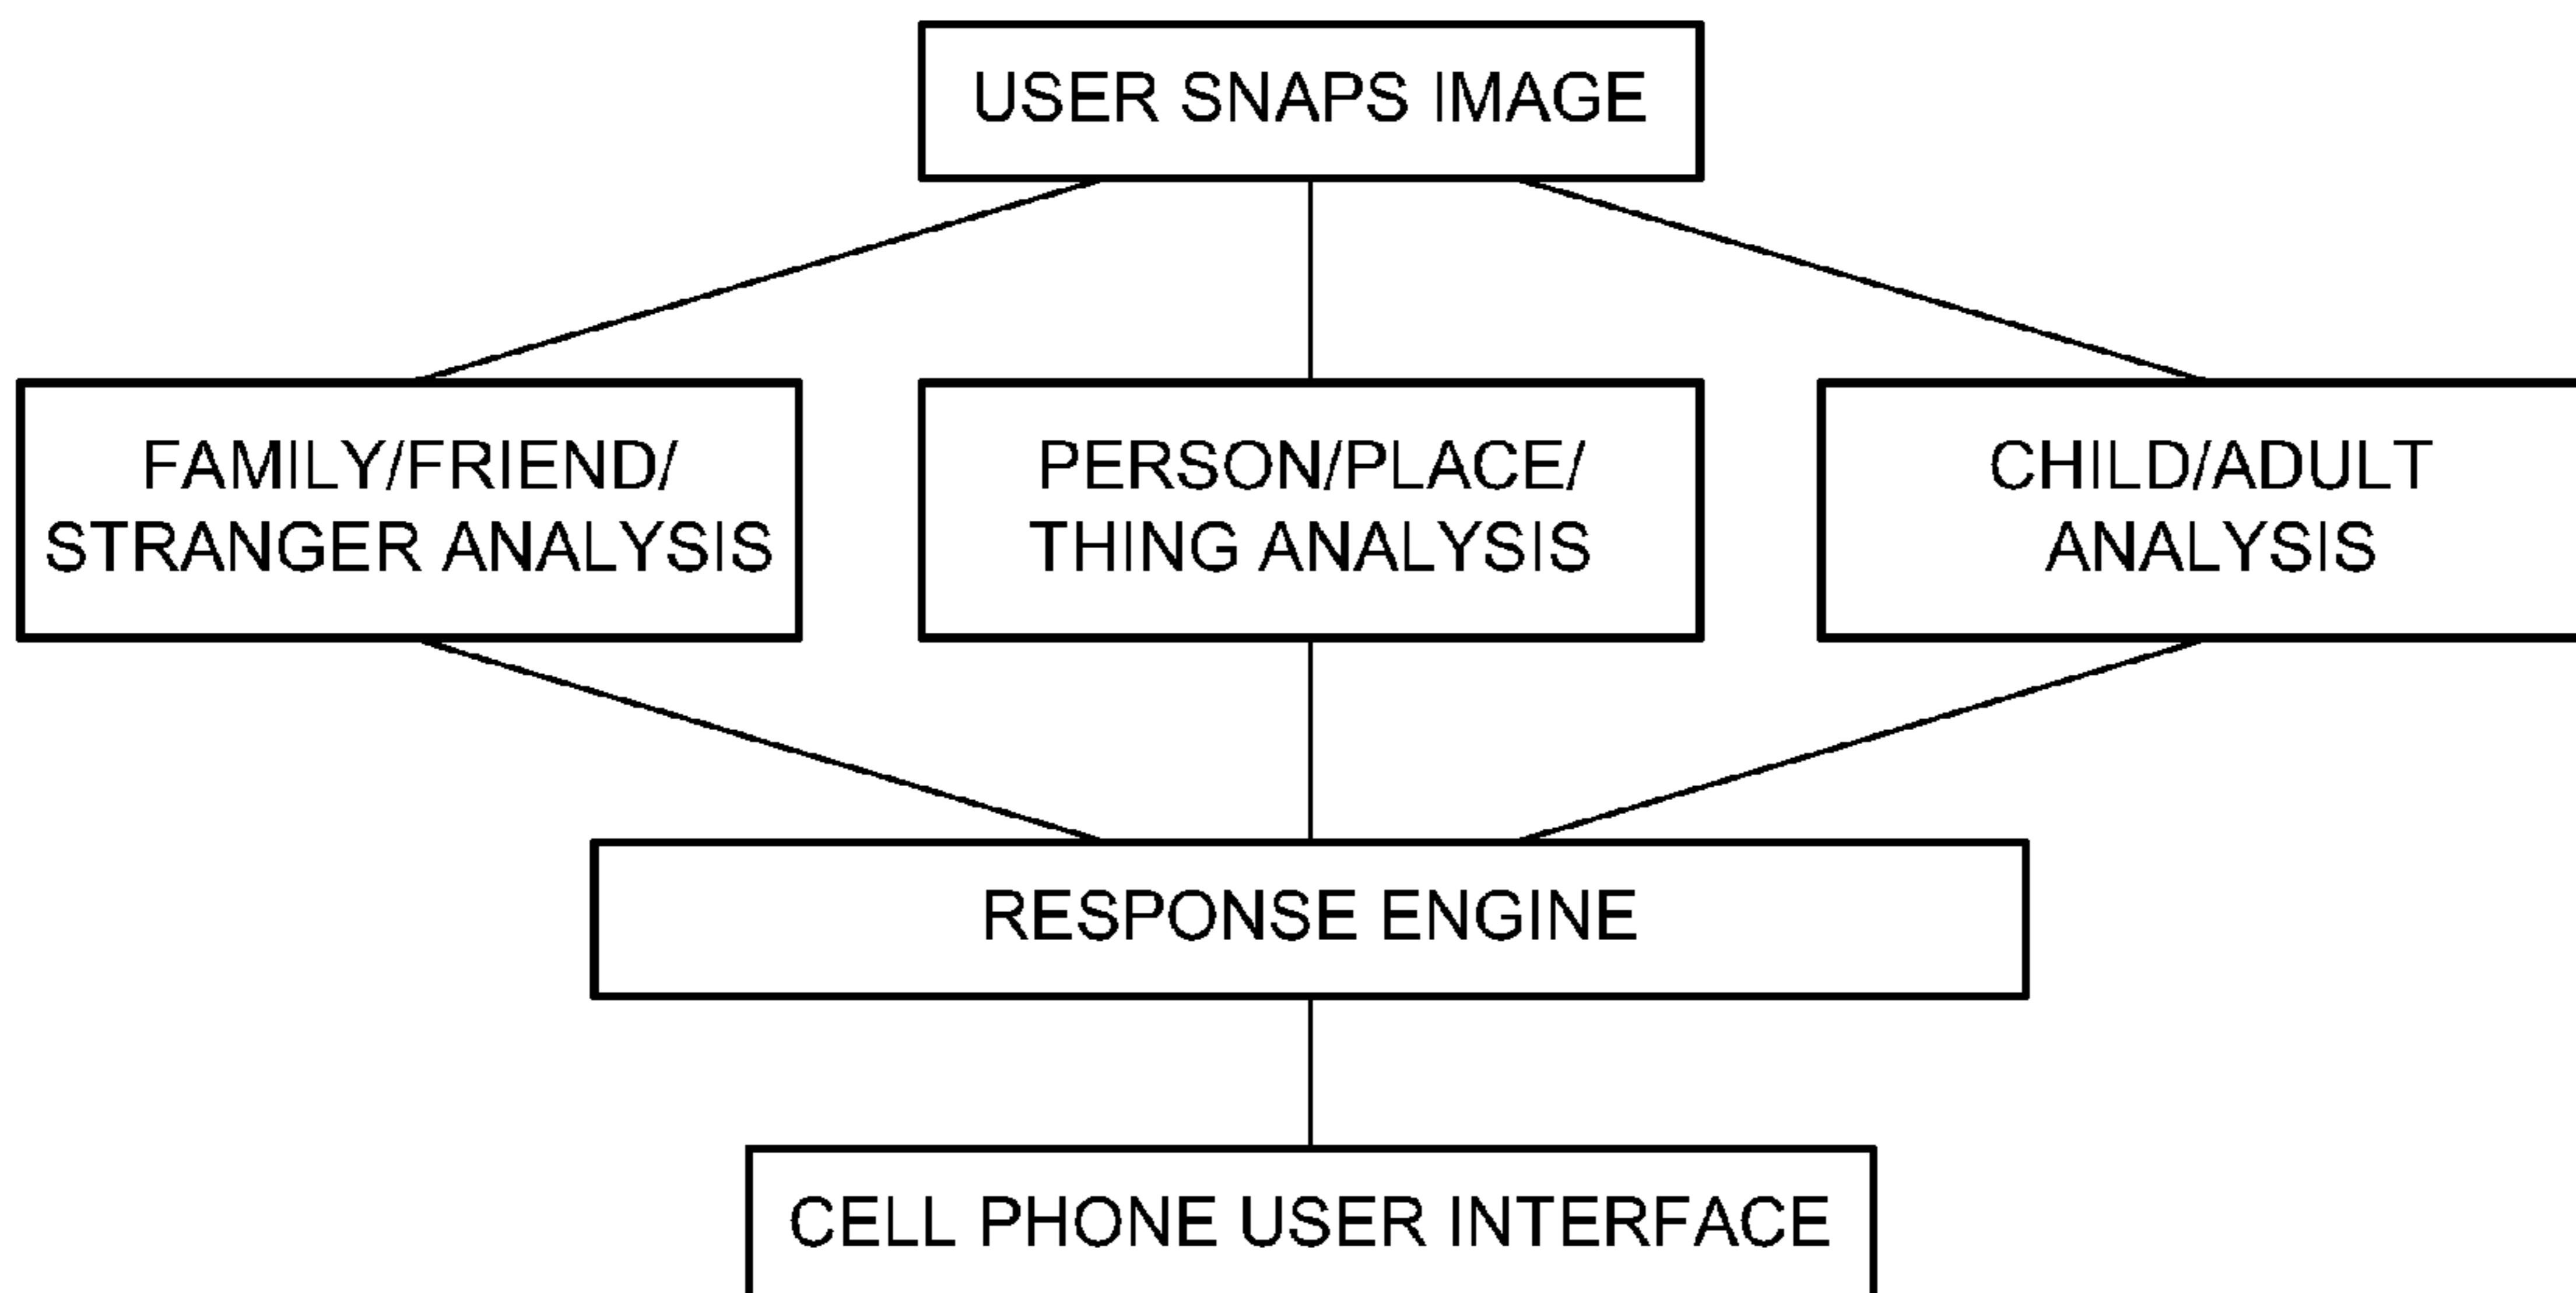 USER SNAPS IMAGE
FAMILY/FRIEND/
STRANGER ANALYSIS
PERSON/PLACE/
THING ANALYSIS
CHILD/ADULT
ANALYSIS
RESPONSE ENGINE
CELL PHONE USER INTERFACE